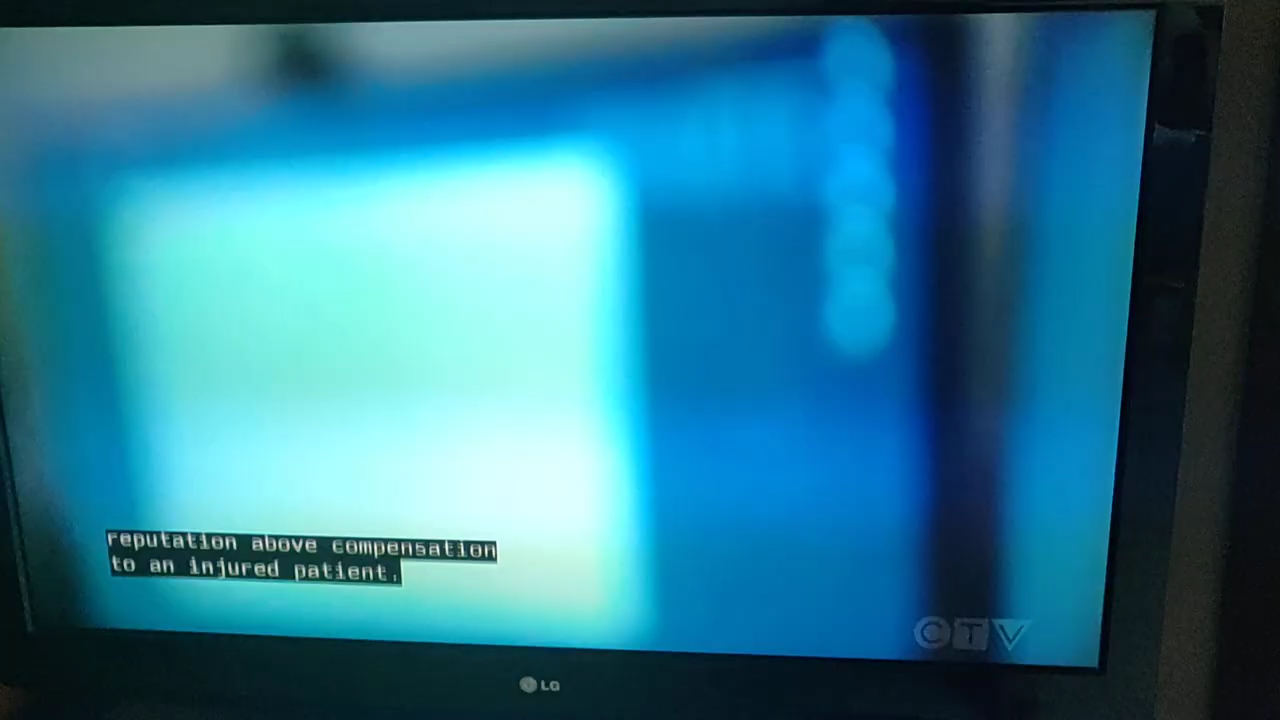 reputation above compensation
to an injured patient.
CTV
LG